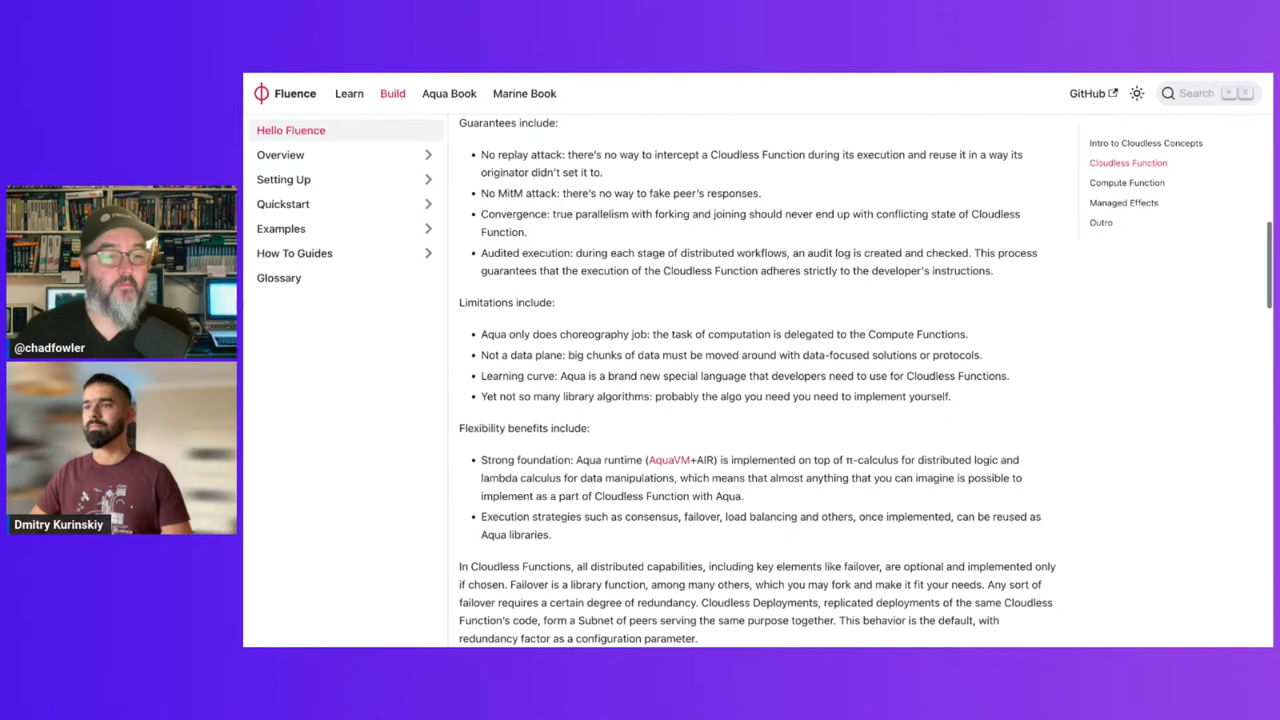 Fluence
Learn
Build
Aqua Book
Marine Book
GitHub
Search
K
Hello Fluence
Overview
Setting Up
Quickstart
Examples
How To Guides
Glossary
Guarantees include:
No replay attack: there's no way to intercept a Cloudless Function during its execution and reuse it in a way its
originator didn't set it to.
No MitM attack: there's no way to fake peer's responses.
Convergence: true parallelism with forking and joining should never end up with conflicting state of Cloudless
Function.
Audited execution: during each stage of distributed workflows, an audit log is created and checked. This process
guarantees that the execution of the Cloudless Function adheres strictly to the developer's instructions.
Limitations include:
Aqua only does choreography job: the task of computation is delegated to the Compute Functions.
Not a data plane: big chunks of data must be moved around with data-focused solutions or protocols.
Learning curve: Aqua is a brand new special language that developers need to use for Cloudless Functions.
Yet not so many library algorithms: probably the algo you need you need to implement yourself.
Flexibility benefits include:
Strong foundation: Aqua runtime (AquaVM+AIR) is implemented on top of π-calculus for distributed logic and
lambda calculus for data manipulations, which means that almost anything that you can imagine is possible to
implement as a part of Cloudless Function with Aqua.
Execution strategies such as consensus, failover, load balancing and others, once implemented, can be reused as
Aqua libraries.
In Cloudless Functions, all distributed capabilities, including key elements like failover, are optional and implemented only
if chosen. Failover is a library function, among many others, which you may fork and make it fit your needs. Any sort of
failover requires a certain degree of redundancy. Cloudless Deployments, replicated deployments of the same Cloudless
Function's code, form a Subnet of peers serving the same purpose together. This behavior is the default, with
redundancy factor as a configuration parameter.
Intro to Cloudless Concepts
Cloudless Function
Compute Function
Managed Effects
Outro
@chadfowler
Dmitry Kurinskiy